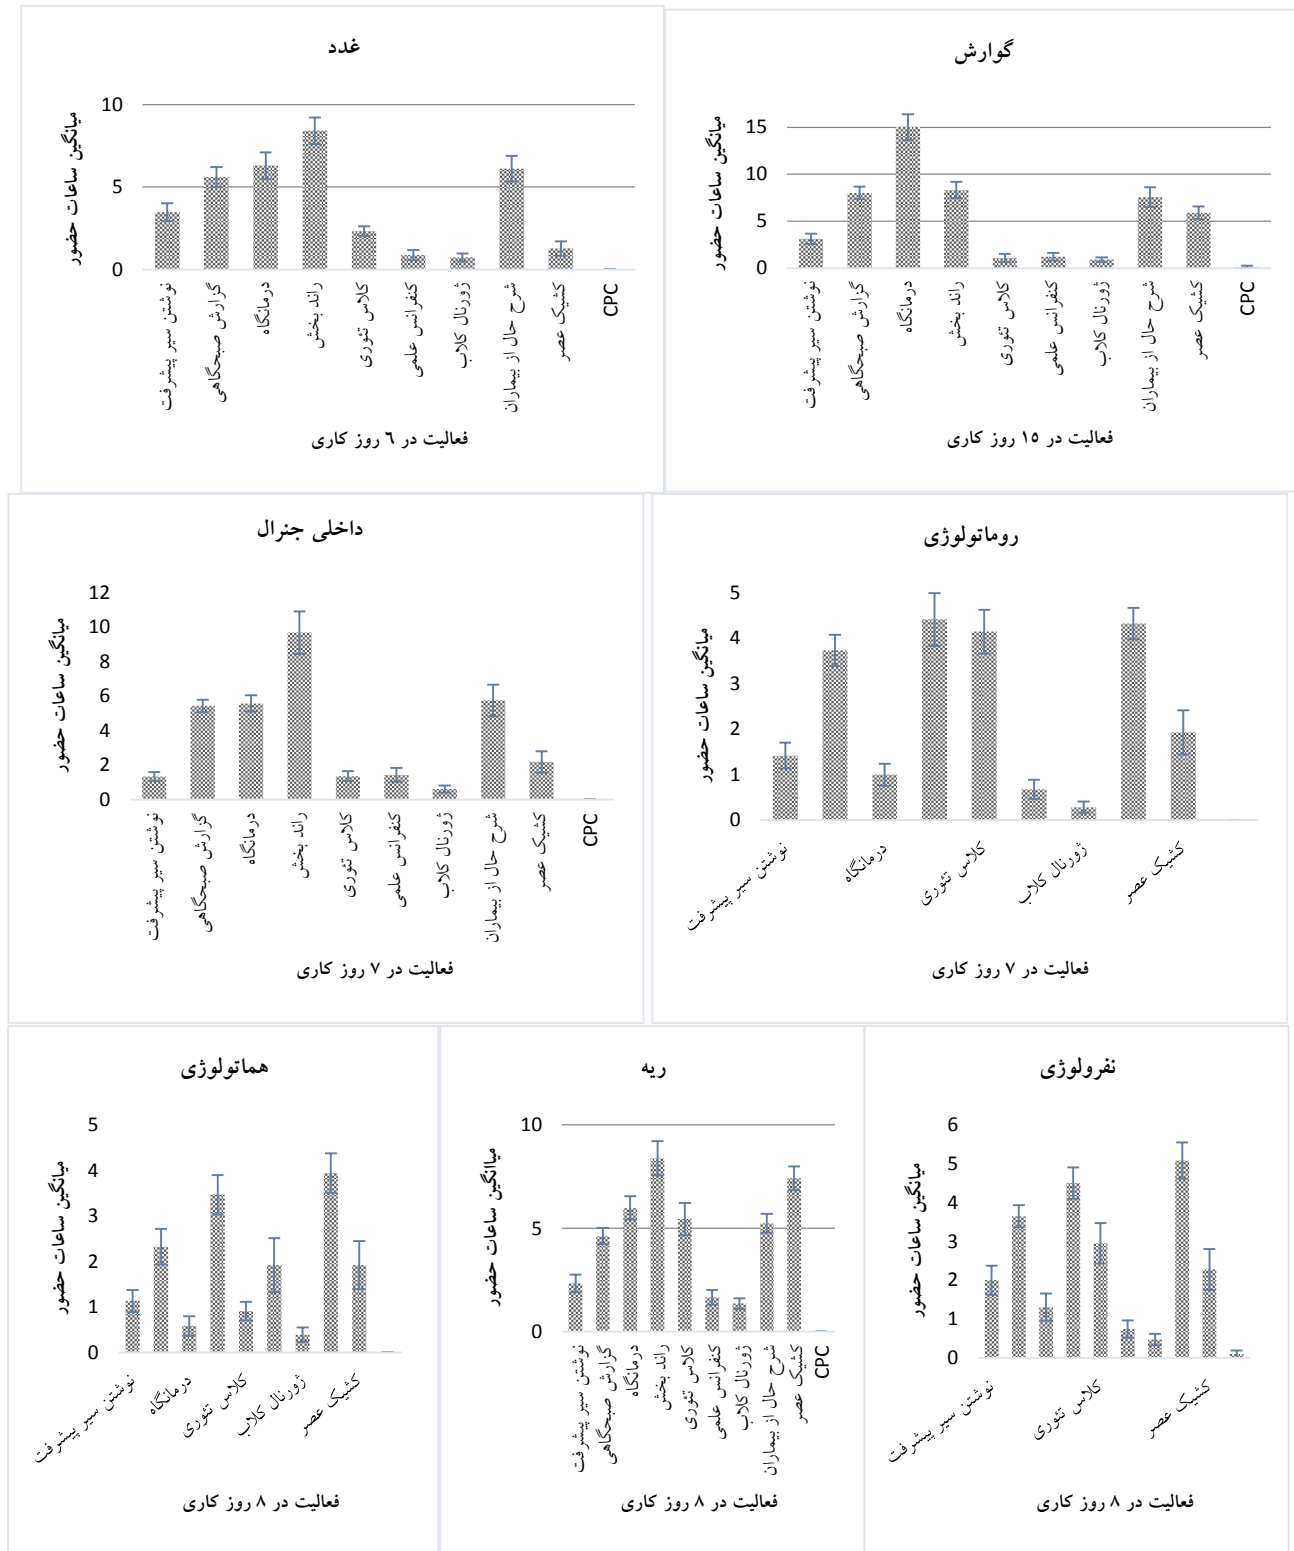 غدد
میانگین ساعات حضور
10
5
0
نوشتن سیر پیشرفت
گزارش صبحگاهی
درمانگاه
راند بخش
کلاس تئوری
کنفرانس علمی
ژورنال کلاب
شرح حال از بیماران
کشیک عصر
CPC
فعالیت در ٦ روز کاری
گوارش
میانگین ساعات حضور
15
10
5
0
نوشتن سیر پیشرفت
گزارش صبحگاهی
درمانگاه
راند بخش
کلاس تئوری
کنفرانس علمی
ژورنال کلاب
شرح حال از بیماران
کشیک عصر
CPC
فعالیت در ١٥ روز کاری
داخلی جنرال
میانگین ساعات حضور
12
10
8
6
4
2
0
نوشتن سیر پیشرفت
گزارش صبحگاهی
درمانگاه
راند بخش
کلاس تئوری
کنفرانس علمی
ژورنال کلاب
شرح حال از بیماران
کشیک عصر
CPC
فعالیت در ٧ روز کاری
روماتولوژی
میانگین ساعات حضور
5
4
3
2
1
0
نوشتن سیر پیشرفت
درمانگاه
کلاس تئوری
ژورنال کلاب
کشیک عصر
فعالیت در ٧ روز کاری
هماتولوژی
میانگین ساعات حضور
5
4
3
2
1
0
نوشتن سیر پیشرفت
درمانگاه
کلاس تئوری
ژورنال کلاب
کشیک عصر
فعالیت در ٨ روز کاری
ریه
میاانگین ساعات حضور
10
5
0
نوشتن سیر پیشرفت
گزارش صبحگاهی
درمانگاه
راند بخش
کلاس تئوری
کنفرانس علمی
ژورنال کلاب
شرح حال از بیماران
کشیک عصر
CPC
فعالیت در ٨ روز کاری
نفرولوژی
میانگین ساعات حضور
6
5
4
3
2
1
0
نوشتن سیر پیشرفت
کلاس تئوری
کشیک عصر
فعالیت در ٨ روز کاری